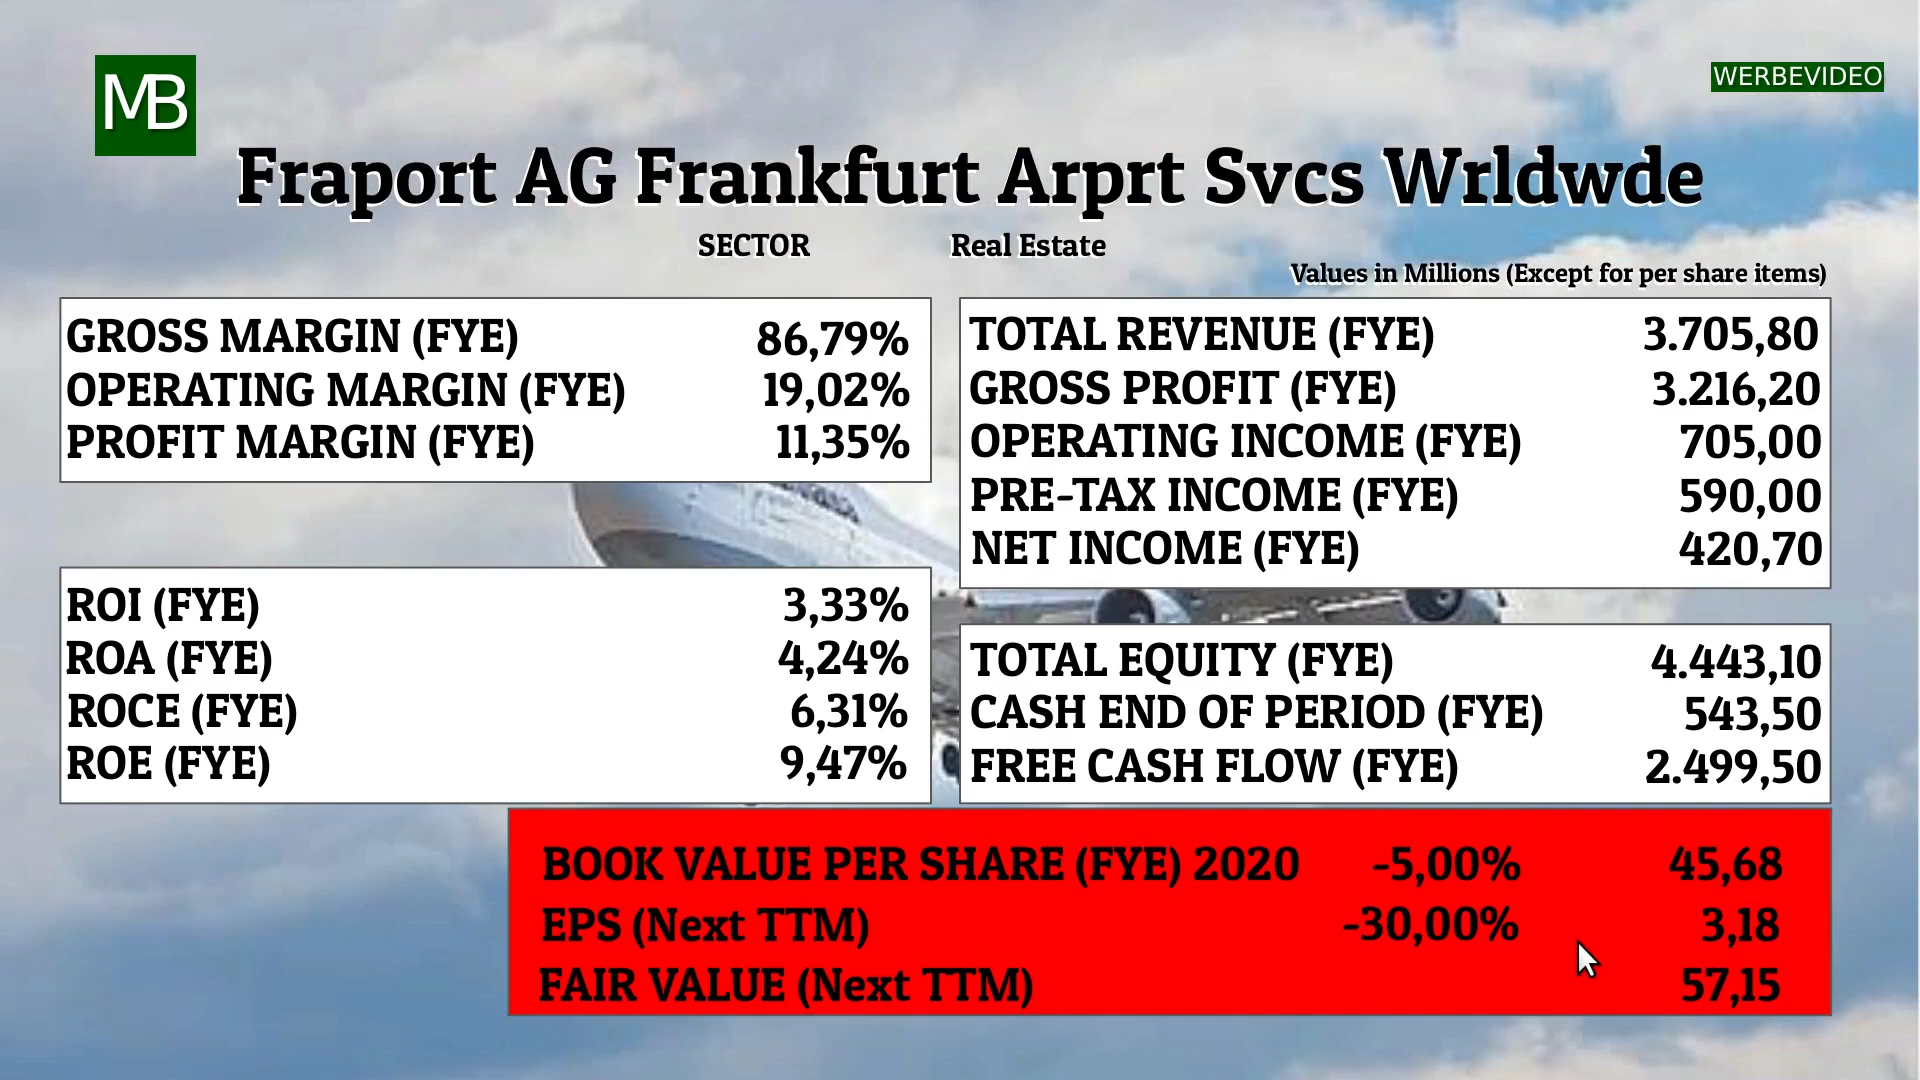 MB
WERBEVIDEO
Fraport AG Frankfurt Arprt Svcs Wrldwde
SECTOR Real Estate
Values in Millions (Except for per share items)
GROSS MARGIN (FYE) 86,79%
OPERATING MARGIN (FYE) 19,02%
PROFIT MARGIN (FYE) 11,35%
TOTAL REVENUE (FYE) 3.705,80
GROSS PROFIT (FYE) 3.216,20
OPERATING INCOME (FYE) 705,00
PRE-TAX INCOME (FYE) 590,00
NET INCOME (FYE) 420,70
ROI (FYE) 3,33%
ROA (FYE) 4,24%
ROCE (FYE) 6,31%
ROE (FYE) 9,47%
TOTAL EQUITY (FYE) 4.443,10
CASH END OF PERIOD (FYE) 543,50
FREE CASH FLOW (FYE) 2.499,50
BOOK VALUE PER SHARE (FYE) 2020 -5,00% 45,68
EPS (Next TTM) -30,00% 3,18
FAIR VALUE (Next TTM) 57,15